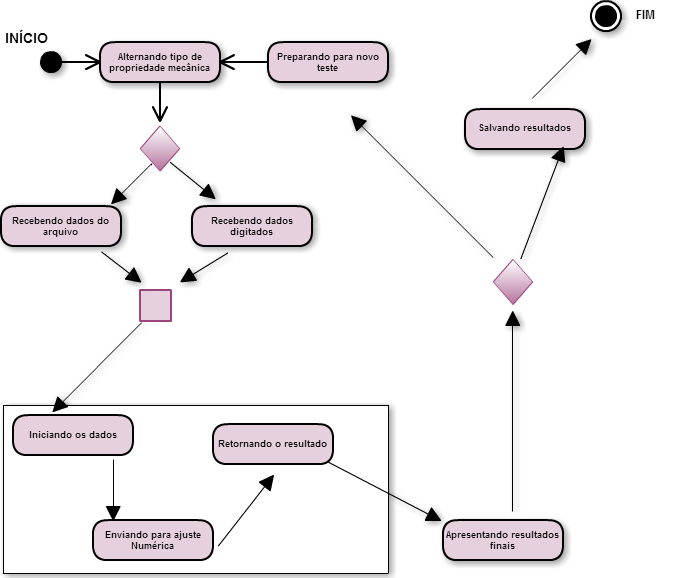 INÍCIO
Alternando tipo de
propriedade mecânica
Preparando para novo
teste
FIM
Salvando resultados
Recebendo dados do
arquivo
Recebendo dados
digitados
Iniciando os dados
Retornando o resultado
Enviando para ajuste
Numérica
Apresentando resultados
finais